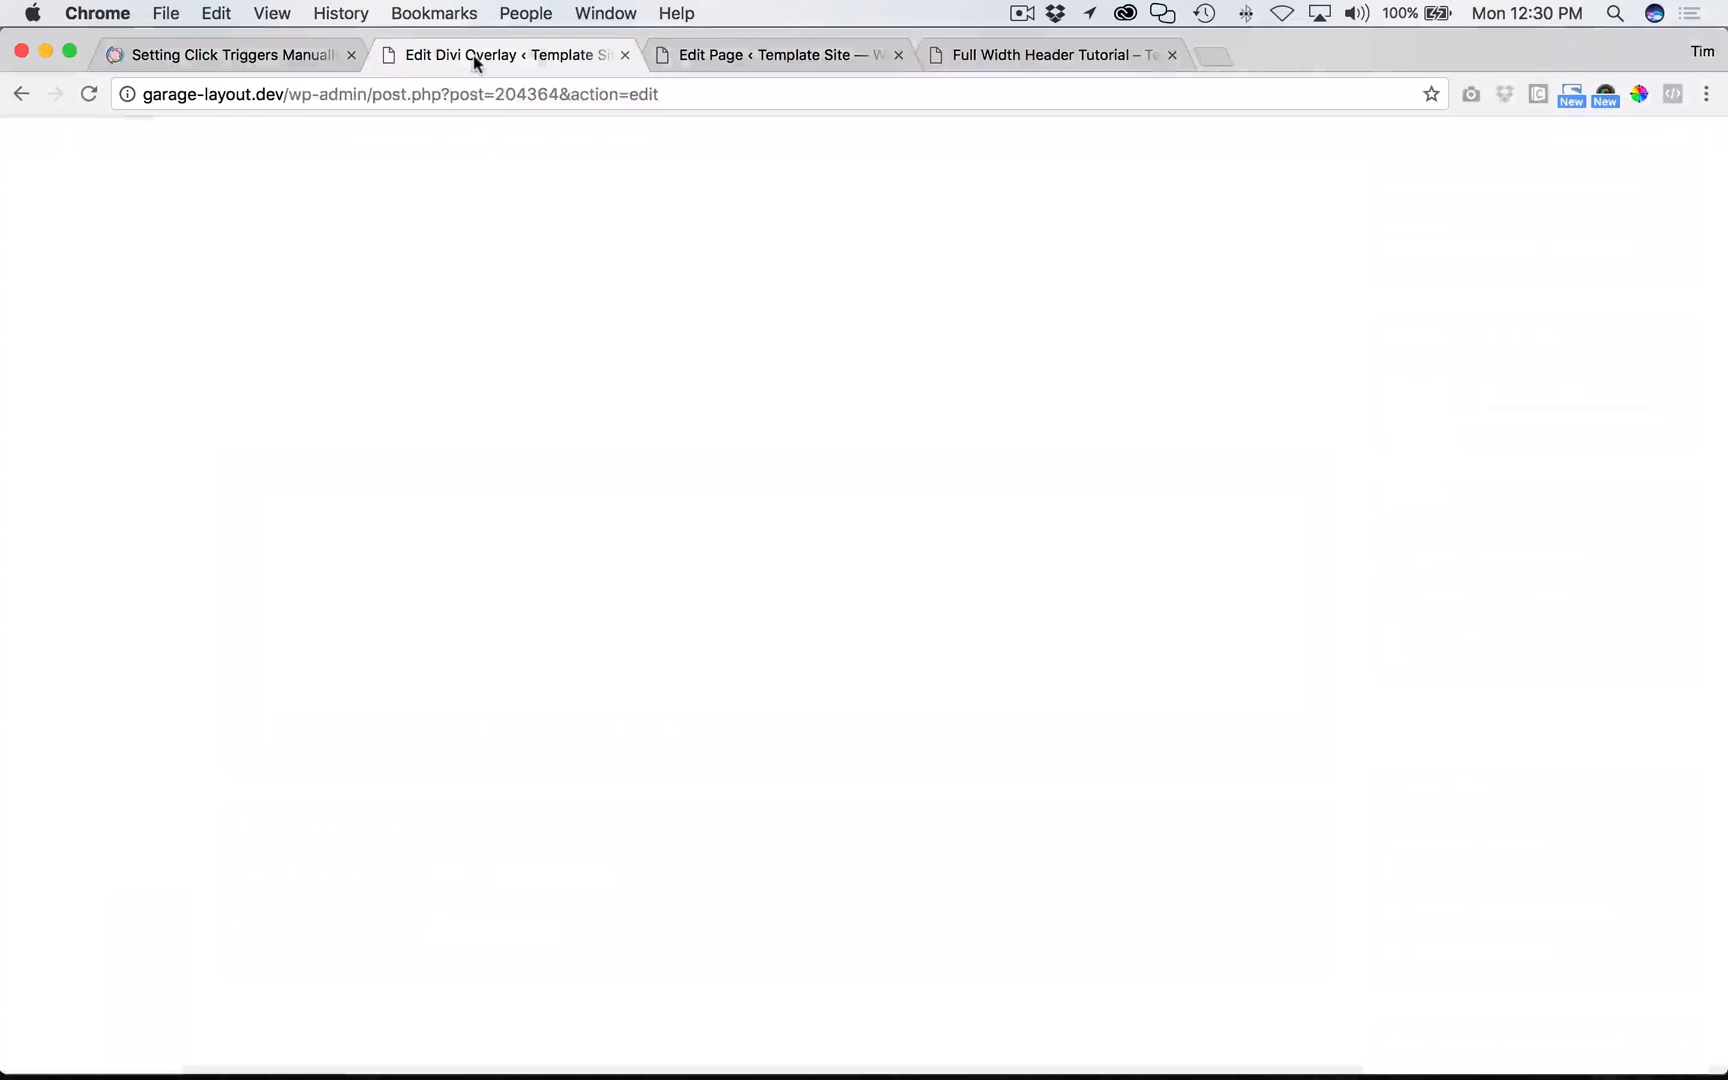 Chrome File Edit View History Bookmarks People Window Help 100% Mon 12:30 PM
Setting Click Triggers Manually Edit Divi Overlay ‹ Template Si Edit Page ‹ Template Site — W Full Width Header Tutorial – Te Tim
garage-layout.dev/wp-admin/post.php?post=204364&action=edit
New New